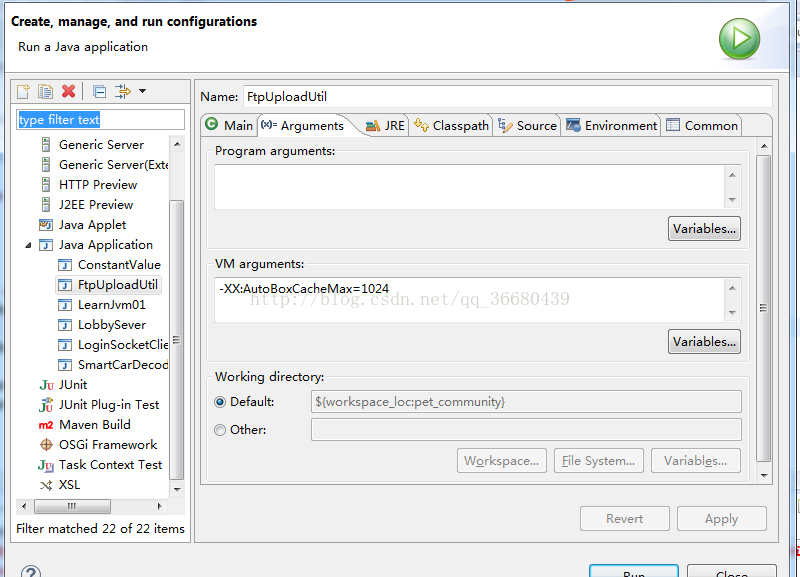 Create, manage, and run configurations
Run a Java application
type filter text
Generic Server
Generic Server(Exte
HTTP Preview
J2EE Preview
Java Applet
Java Application
ConstantValue
FtpUploadUtil
LearnJvm01
LobbySever
LoginSocketClie
SmartCarDecod
JUnit
JUnit Plug-in Test
Maven Build
OSGi Framework
Task Context Test
XSL
Filter matched 22 of 22 items
Name: FtpUploadUtil
Main (x)= Arguments JRE Classpath Source Environment Common
Program arguments:
Variables...
VM arguments:
-XX:AutoBoxCacheMax=1024
http://blog.csdn.net/qq_36680439
Variables...
Working directory:
Default: ${workspace_loc:pet_community}
Other:
Workspace... File System... Variables...
Revert Apply
Run Close